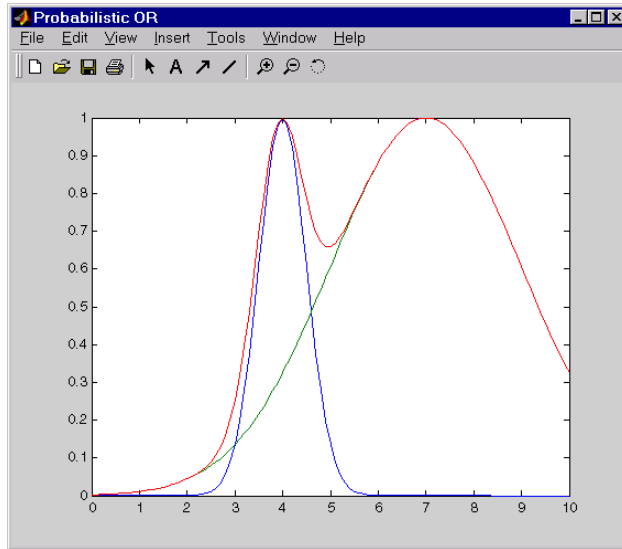 Probabilistic OR
File Edit View Insert Tools Window Help
A
1
0.9
0.8
0.7
0.6
0.5
0.4
0.3
0.2
0.1
0
0 1 2 3 4 5 6 7 8 9 10